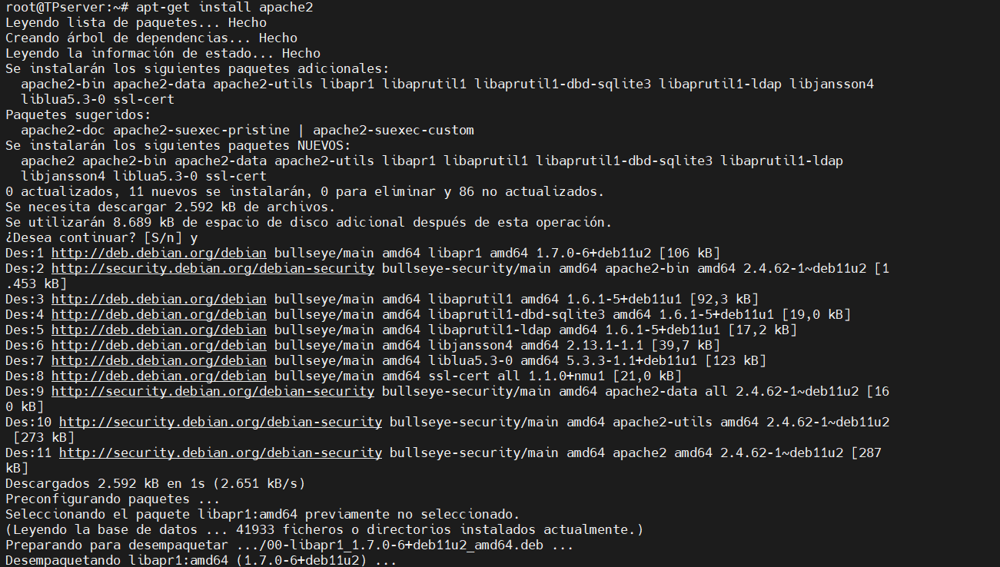 root@TPserver:~# apt-get install apache2
Leyendo lista de paquetes... Hecho
Creando árbol de dependencias... Hecho
Leyendo la información de estado... Hecho
Se instalarán los siguientes paquetes adicionales:
  apache2-bin apache2-data apache2-utils libapr1 libaprutil1 libaprutil1-dbd-sqlite3 libaprutil1-ldap libjansson4
  liblua5.3-0 ssl-cert
Paquetes sugeridos:
  apache2-doc apache2-suexec-pristine | apache2-suexec-custom
Se instalarán los siguientes paquetes NUEVOS:
  apache2 apache2-bin apache2-data apache2-utils libapr1 libaprutil1 libaprutil1-dbd-sqlite3 libaprutil1-ldap
  libjansson4 liblua5.3-0 ssl-cert
0 actualizados, 11 nuevos se instalarán, 0 para eliminar y 86 no actualizados.
Se necesita descargar 2.592 kB de archivos.
Se utilizarán 8.689 kB de espacio de disco adicional después de esta operación.
¿Desea continuar? [S/n] y
Des:1 http://deb.debian.org/debian bullseye/main amd64 libapr1 amd64 1.7.0-6+deb11u2 [106 kB]
Des:2 http://security.debian.org/debian-security bullseye-security/main amd64 apache2-bin amd64 2.4.62-1~deb11u2 [1
.453 kB]
Des:3 http://deb.debian.org/debian bullseye/main amd64 libaprutil1 amd64 1.6.1-5+deb11u1 [92,3 kB]
Des:4 http://deb.debian.org/debian bullseye/main amd64 libaprutil1-dbd-sqlite3 amd64 1.6.1-5+deb11u1 [19,0 kB]
Des:5 http://deb.debian.org/debian bullseye/main amd64 libaprutil1-ldap amd64 1.6.1-5+deb11u1 [17,2 kB]
Des:6 http://deb.debian.org/debian bullseye/main amd64 libjansson4 amd64 2.13.1-1.1 [39,7 kB]
Des:7 http://deb.debian.org/debian bullseye/main amd64 liblua5.3-0 amd64 5.3.3-1.1+deb11u1 [123 kB]
Des:8 http://deb.debian.org/debian bullseye/main amd64 ssl-cert all 1.1.0+nmu1 [21,0 kB]
Des:9 http://security.debian.org/debian-security bullseye-security/main amd64 apache2-data all 2.4.62-1~deb11u2 [16
0 kB]
Des:10 http://security.debian.org/debian-security bullseye-security/main amd64 apache2-utils amd64 2.4.62-1~deb11u2
 [273 kB]
Des:11 http://security.debian.org/debian-security bullseye-security/main amd64 apache2 amd64 2.4.62-1~deb11u2 [287
kB]
Descargados 2.592 kB en 1s (2.651 kB/s)
Preconfigurando paquetes ...
Seleccionando el paquete libapr1:amd64 previamente no seleccionado.
(Leyendo la base de datos ... 41933 ficheros o directorios instalados actualmente.)
Preparando para desempaquetar .../00-libapr1_1.7.0-6+deb11u2_amd64.deb ...
Desempaquetando libapr1:amd64 (1.7.0-6+deb11u2) ...